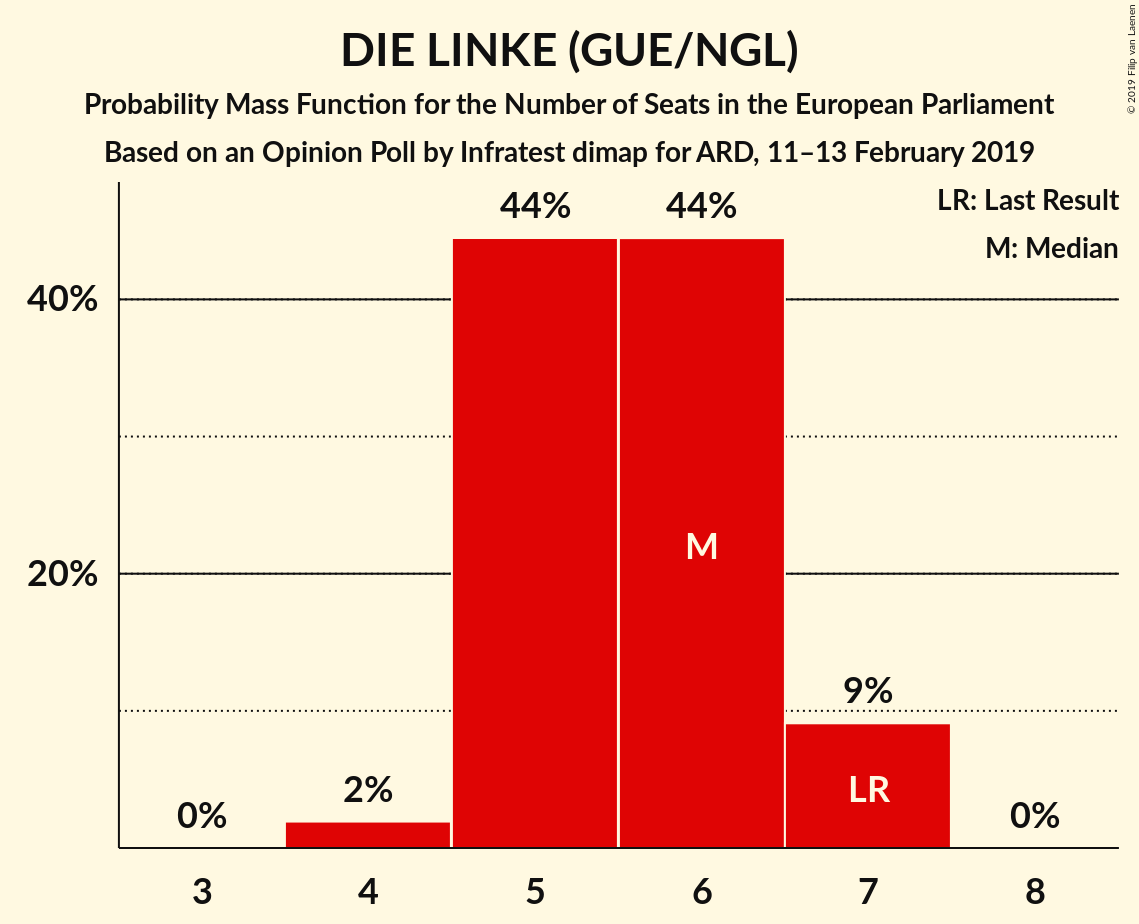 DIE LINKE (GUE/NGL)
Probability Mass Function for the Number of Seats in the European Parliament
Based on an Opinion Poll by Infratest dimap for ARD, 11–13 February 2019
© 2019 Filip van Laenen
LR: Last Result
M: Median
44% 44%
40%
M
20%
9%
2% LR
0% 0%
3 4 5 6 7 8